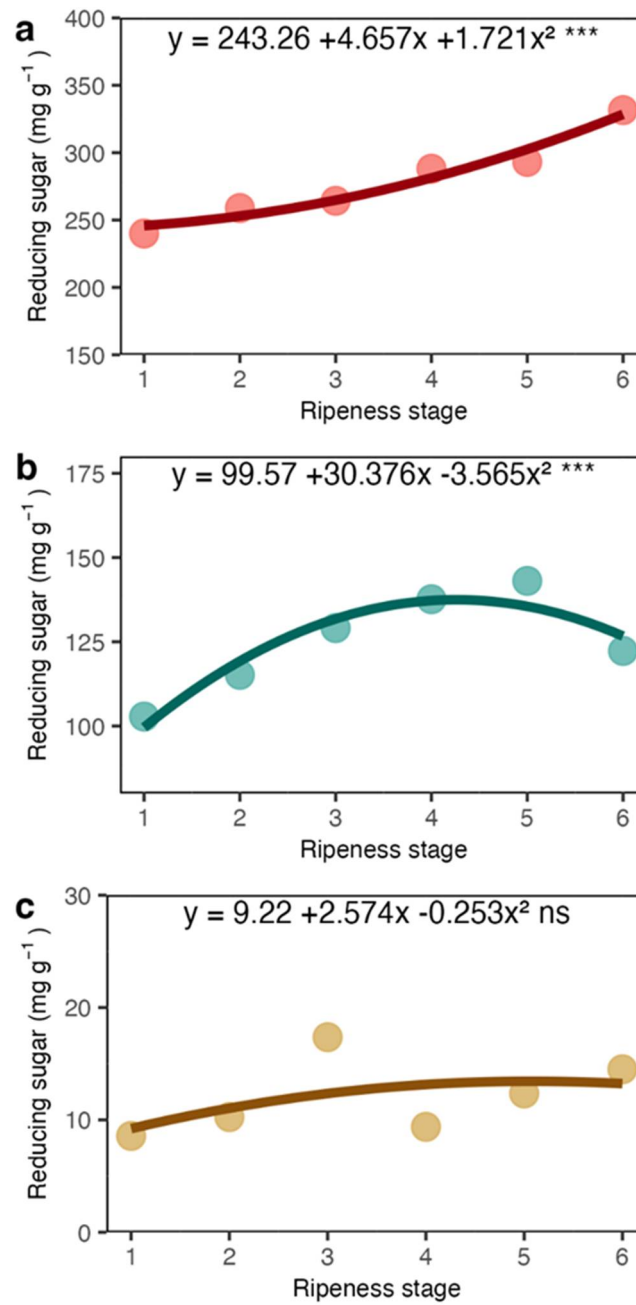 a
y = 243.26 +4.657x +1.721x² ***
Reducing sugar (mg g⁻¹ )
400
350
300
250
200
150
1 2 3 4 5 6
Ripeness stage
b
y = 99.57 +30.376x -3.565x² ***
Reducing sugar (mg g⁻¹ )
175
150
125
100
1 2 3 4 5 6
Ripeness stage
c
y = 9.22 +2.574x -0.253x² ns
Reducing sugar (mg g⁻¹ )
30
20
10
0
1 2 3 4 5 6
Ripeness stage